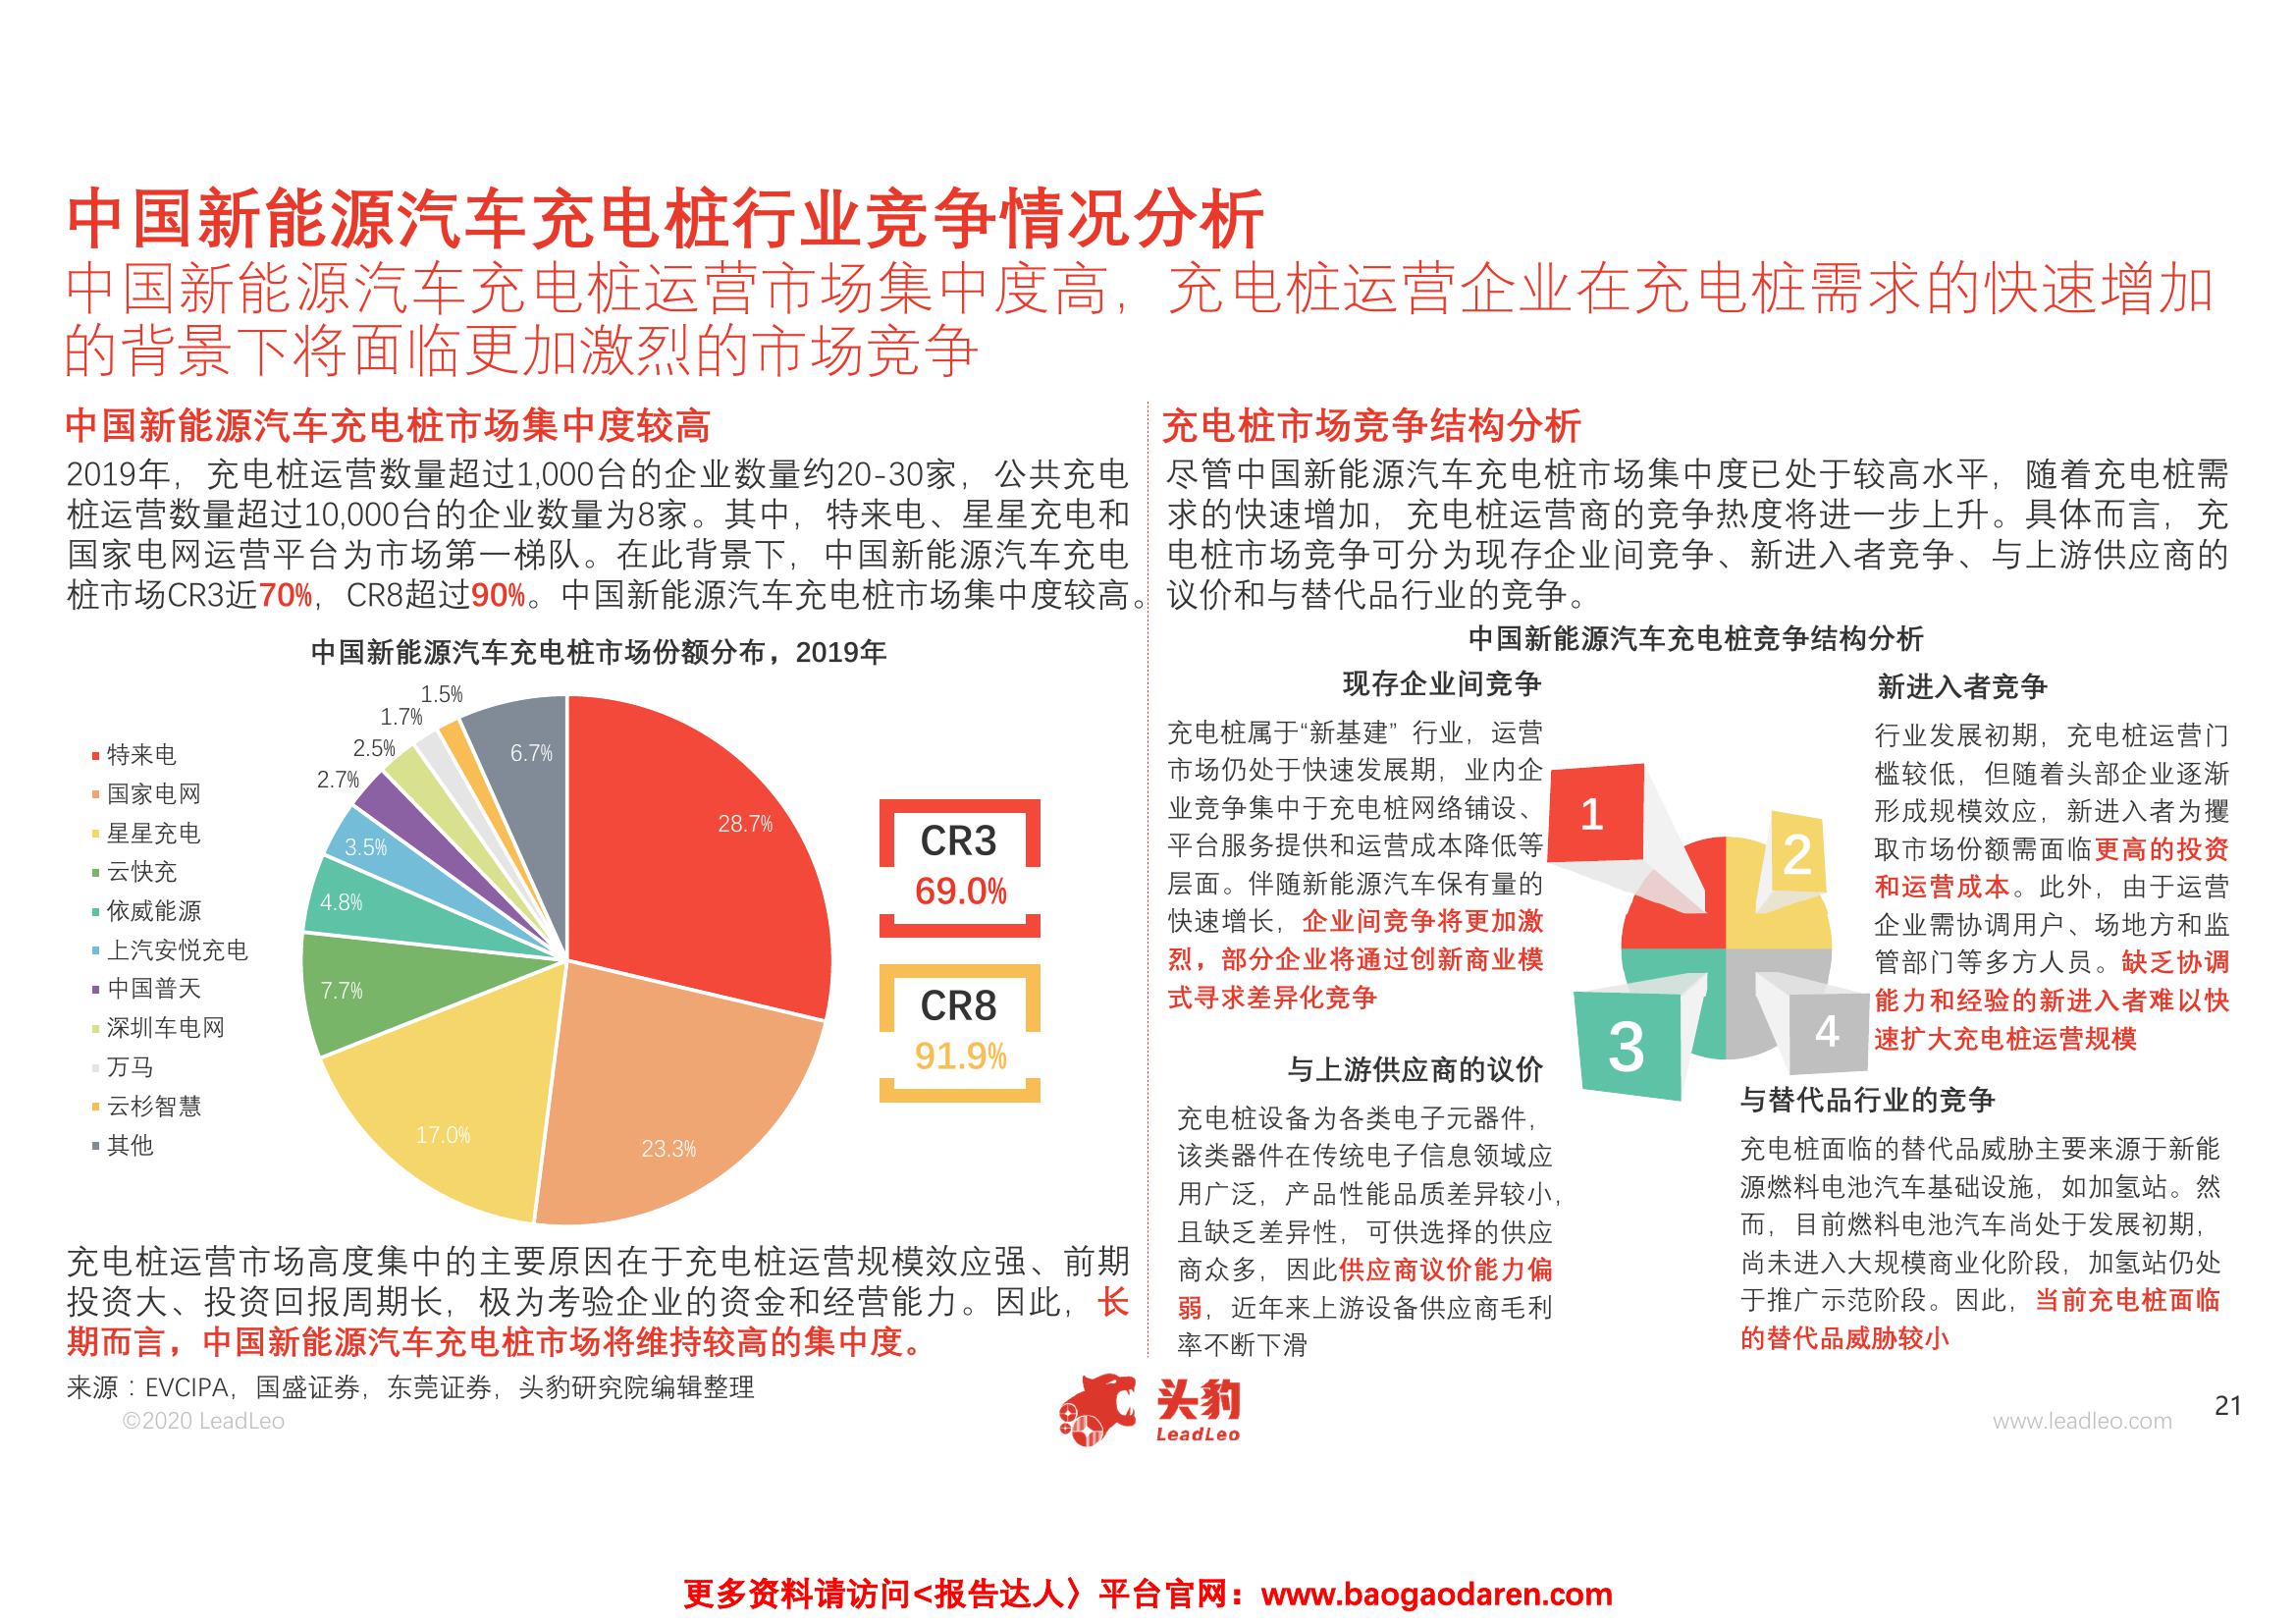 中国新能源汽车充电桩行业竞争情况分析
中国新能源汽车充电桩运营市场集中度高，充电桩运营企业在充电桩需求的快速增加
的背景下将面临更加激烈的市场竞争
中国新能源汽车充电桩市场集中度较高
2019年，充电桩运营数量超过1,000台的企业数量约20-30家，公共充电
桩运营数量超过10,000台的企业数量为8家。其中，特来电、星星充电和
国家电网运营平台为市场第一梯队。在此背景下，中国新能源汽车充电
桩市场CR3近70%，CR8超过90%。中国新能源汽车充电桩市场集中度较高。
中国新能源汽车充电桩市场份额分布，2019年
特来电
国家电网
星星充电
云快充
依威能源
上汽安悦充电
中国普天
深圳车电网
万马
云杉智慧
其他
28.7%
23.3%
17.0%
7.7%
4.8%
3.5%
2.7%
2.5%
1.7%
1.5%
6.7%
CR3
69.0%
CR8
91.9%
充电桩运营市场高度集中的主要原因在于充电桩运营规模效应强、前期
投资大、投资回报周期长，极为考验企业的资金和经营能力。因此，长
期而言，中国新能源汽车充电桩市场将维持较高的集中度。
充电桩市场竞争结构分析
尽管中国新能源汽车充电桩市场集中度已处于较高水平，随着充电桩需
求的快速增加，充电桩运营商的竞争热度将进一步上升。具体而言，充
电桩市场竞争可分为现存企业间竞争、新进入者竞争、与上游供应商的
议价和与替代品行业的竞争。
中国新能源汽车充电桩竞争结构分析
现存企业间竞争
充电桩属于“新基建” 行业，运营
市场仍处于快速发展期，业内企
业竞争集中于充电桩网络铺设、
平台服务提供和运营成本降低等
层面。伴随新能源汽车保有量的
快速增长，企业间竞争将更加激
烈，部分企业将通过创新商业模
式寻求差异化竞争
1
2
3
4
新进入者竞争
行业发展初期，充电桩运营门
槛较低，但随着头部企业逐渐
形成规模效应，新进入者为攫
取市场份额需面临更高的投资
和运营成本。此外，由于运营
企业需协调用户、场地方和监
管部门等多方人员。缺乏协调
能力和经验的新进入者难以快
速扩大充电桩运营规模
与上游供应商的议价
充电桩设备为各类电子元器件，
该类器件在传统电子信息领域应
用广泛，产品性能品质差异较小，
且缺乏差异性，可供选择的供应
商众多，因此供应商议价能力偏
弱，近年来上游设备供应商毛利
率不断下滑
与替代品行业的竞争
充电桩面临的替代品威胁主要来源于新能
源燃料电池汽车基础设施，如加氢站。然
而，目前燃料电池汽车尚处于发展初期，
尚未进入大规模商业化阶段，加氢站仍处
于推广示范阶段。因此，当前充电桩面临
的替代品威胁较小
来源：EVCIPA，国盛证券，东莞证券，头豹研究院编辑整理
©2020 LeadLeo
头豹
LeadLeo
www.leadleo.com
21
更多资料请访问<报告达人〉平台官网：www.baogaodaren.com